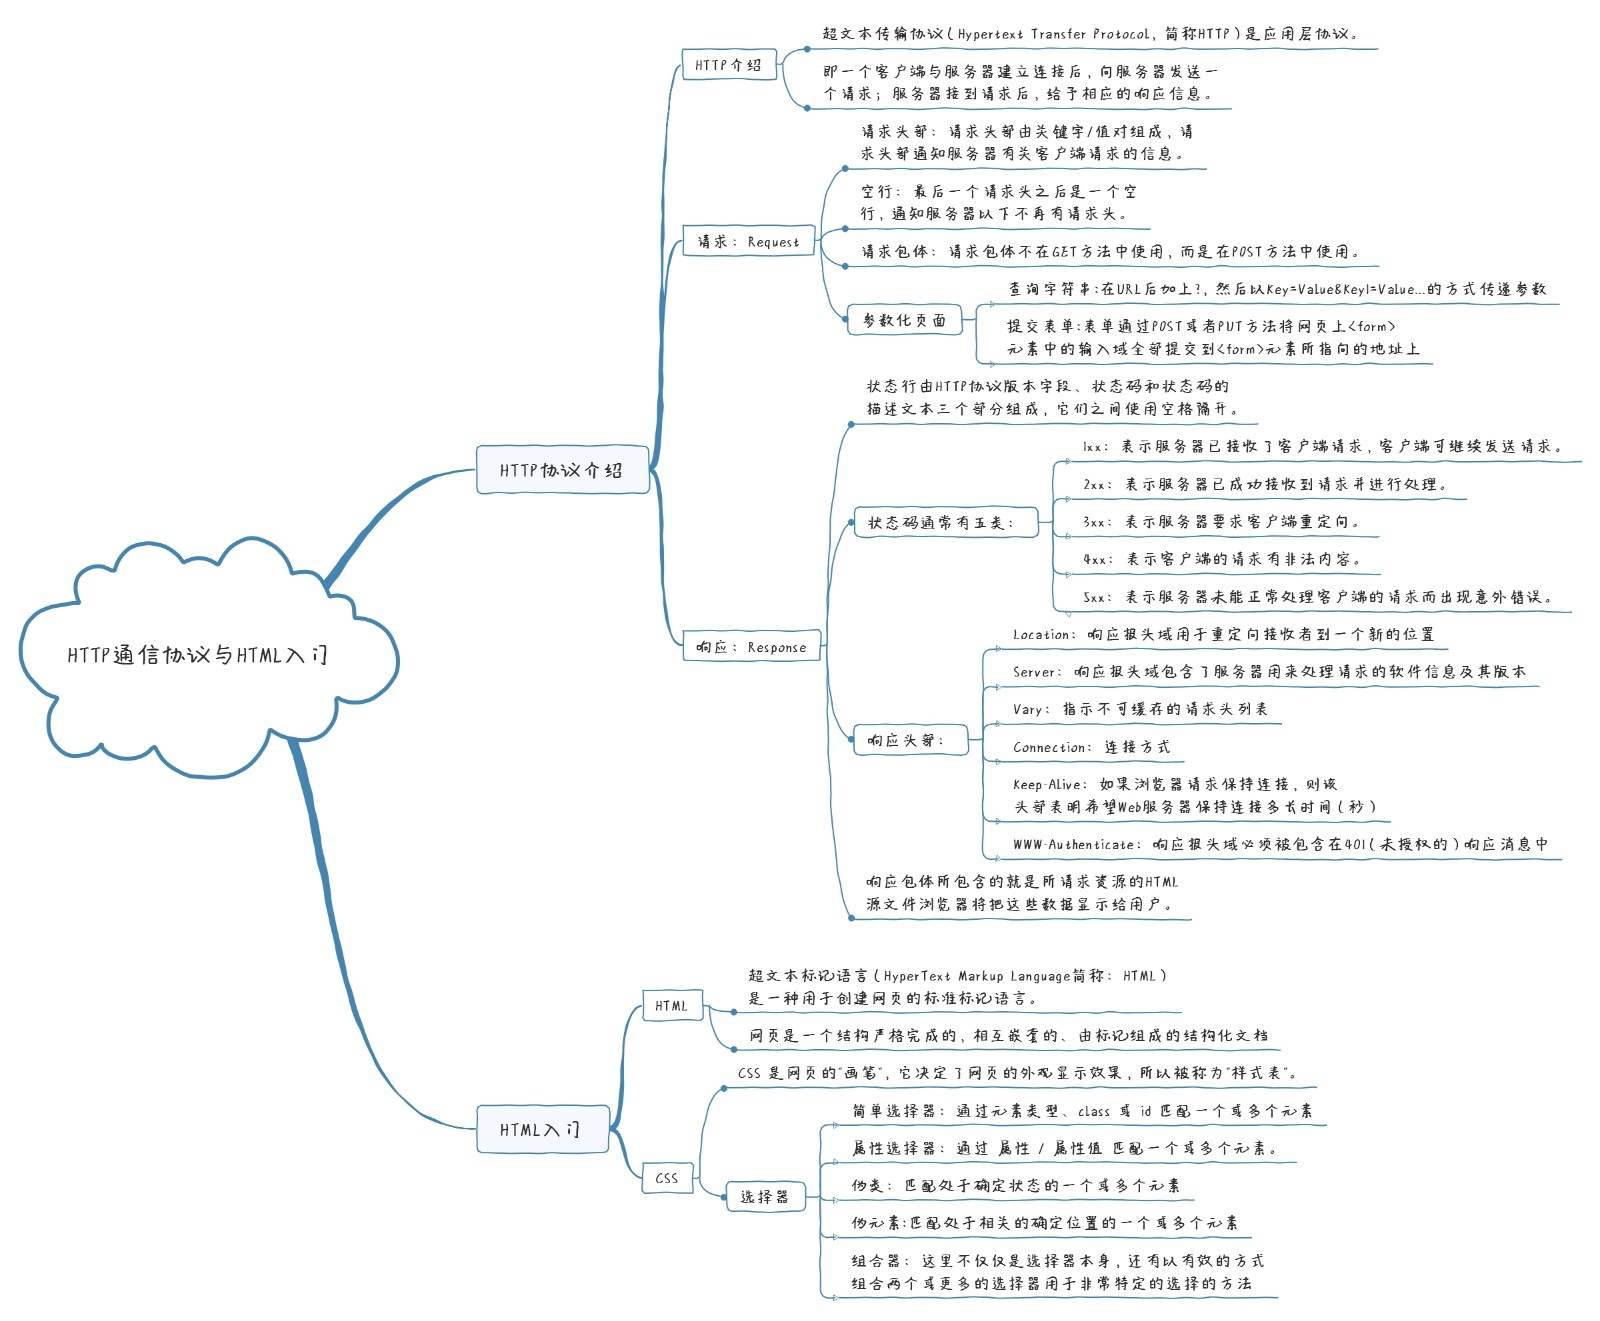 HTTP通信协议与HTML入门
HTTP协议介绍
HTTP介绍
超文本传输协议(Hypertext Transfer Protocol, 简称HTTP)是应用层协议。
即一个客户端与服务器建立连接后, 向服务器发送一
个请求; 服务器接到请求后, 给予相应的响应信息。
请求: Request
请求头部: 请求头部由关键字/值对组成, 请
求头部通知服务器有关客户端请求的信息。
空行: 最后一个请求头之后是一个空
行, 通知服务器以下不再有请求头。
请求包体: 请求包体不在GET方法中使用, 而是在POST方法中使用。
参数化页面
查询字符串:在URL后加上?, 然后以Key=Value&Key1=Value...的方式传递参数
提交表单:表单通过POST或者PUT方法将网页上<form>
元素中的输入域全部提交到<form>元素所指向的地址上
响应: Response
状态行由HTTP协议版本字段、状态码和状态码的
描述文本三个部分组成, 它们之间使用空格隔开。
状态码通常有五类:
1xx: 表示服务器已接收了客户端请求, 客户端可继续发送请求。
2xx: 表示服务器已成功接收到请求并进行处理。
3xx: 表示服务器要求客户端重定向。
4xx: 表示客户端的请求有非法内容。
5xx: 表示服务器未能正常处理客户端的请求而出现意外错误。
响应头部:
Location: 响应报头域用于重定向接收者到一个新的位置
Server: 响应报头域包含了服务器用来处理请求的软件信息及其版本
Vary: 指示不可缓存的请求头列表
Connection: 连接方式
Keep-Alive: 如果浏览器请求保持连接, 则该
头部表明希望Web服务器保持连接多长时间(秒)
WWW-Authenticate: 响应报头域必须被包含在401(未授权的)响应消息中
响应包体所包含的就是所请求资源的HTML
源文件浏览器将把这些数据显示给用户。
HTML入门
HTML
超文本标记语言(HyperText Markup Language简称: HTML)
是一种用于创建网页的标准标记语言。
网页是一个结构严格完成的, 相互嵌套的、由标记组成的结构化文档
CSS
CSS 是网页的"画笔", 它决定了网页的外观显示效果, 所以被称为"样式表"。
选择器
简单选择器: 通过元素类型、class 或 id 匹配一个或多个元素
属性选择器: 通过 属性 / 属性值 匹配一个或多个元素。
伪类: 匹配处于确定状态的一个或多个元素
伪元素:匹配处于相关的确定位置的一个或多个元素
组合器: 这里不仅仅是选择器本身, 还有以有效的方式
组合两个或更多的选择器用于非常特定的选择的方法